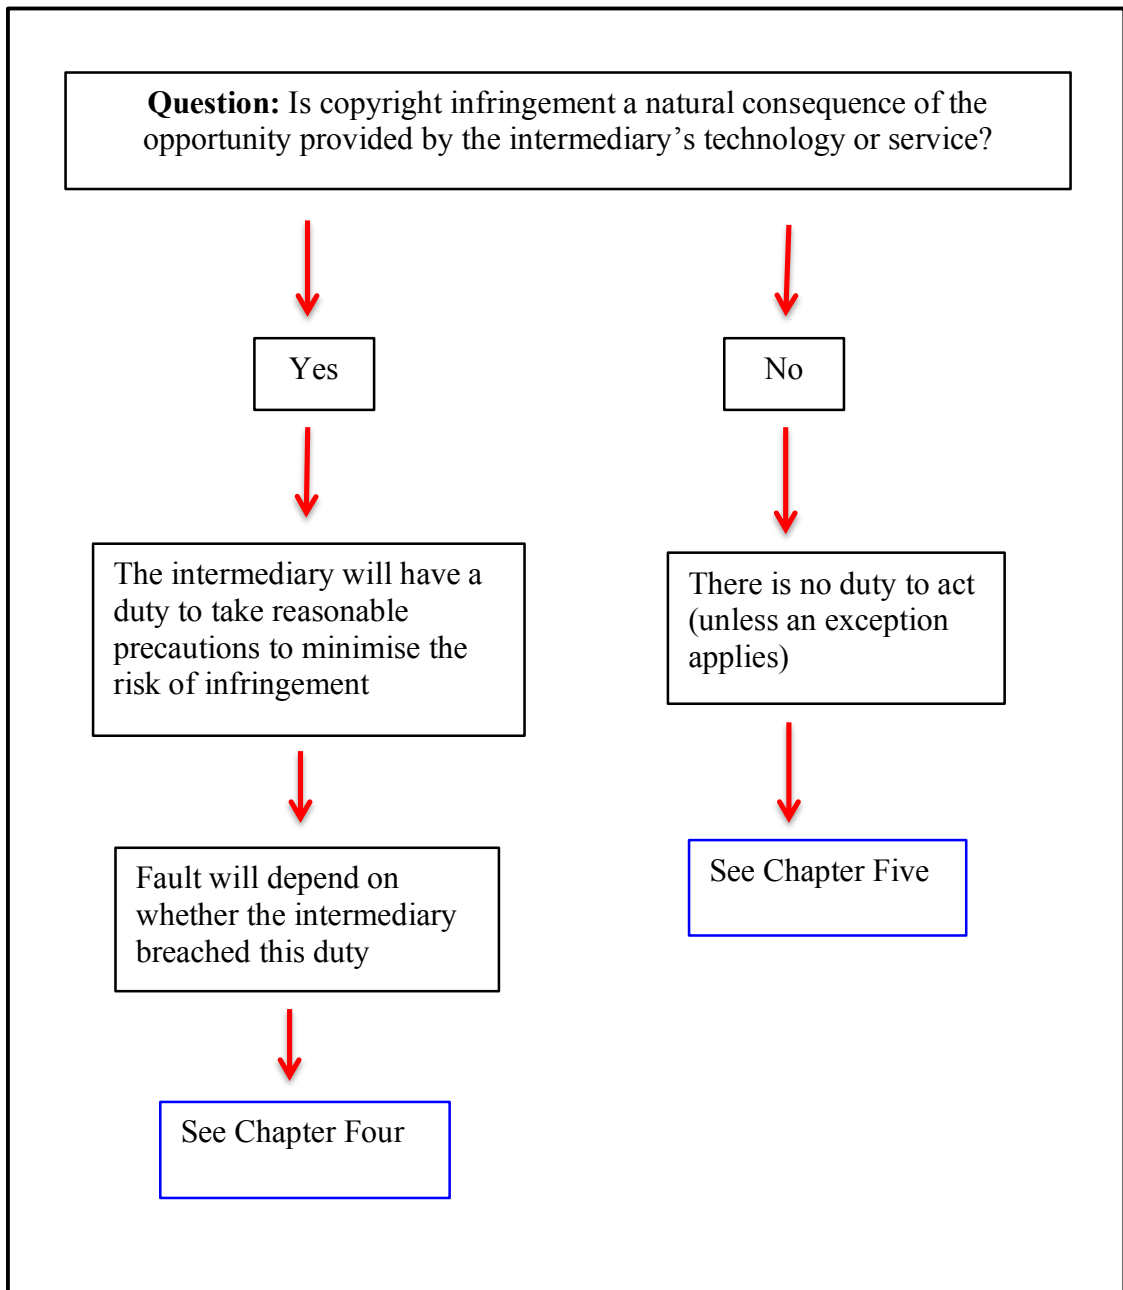 Question: Is copyright infringement a natural consequence of the
opportunity provided by the intermediary’s technology or service?
Yes
No
The intermediary will have a
duty to take reasonable
precautions to minimise the
risk of infringement
There is no duty to act
(unless an exception
applies)
Fault will depend on
whether the intermediary
breached this duty
See Chapter Five
See Chapter Four